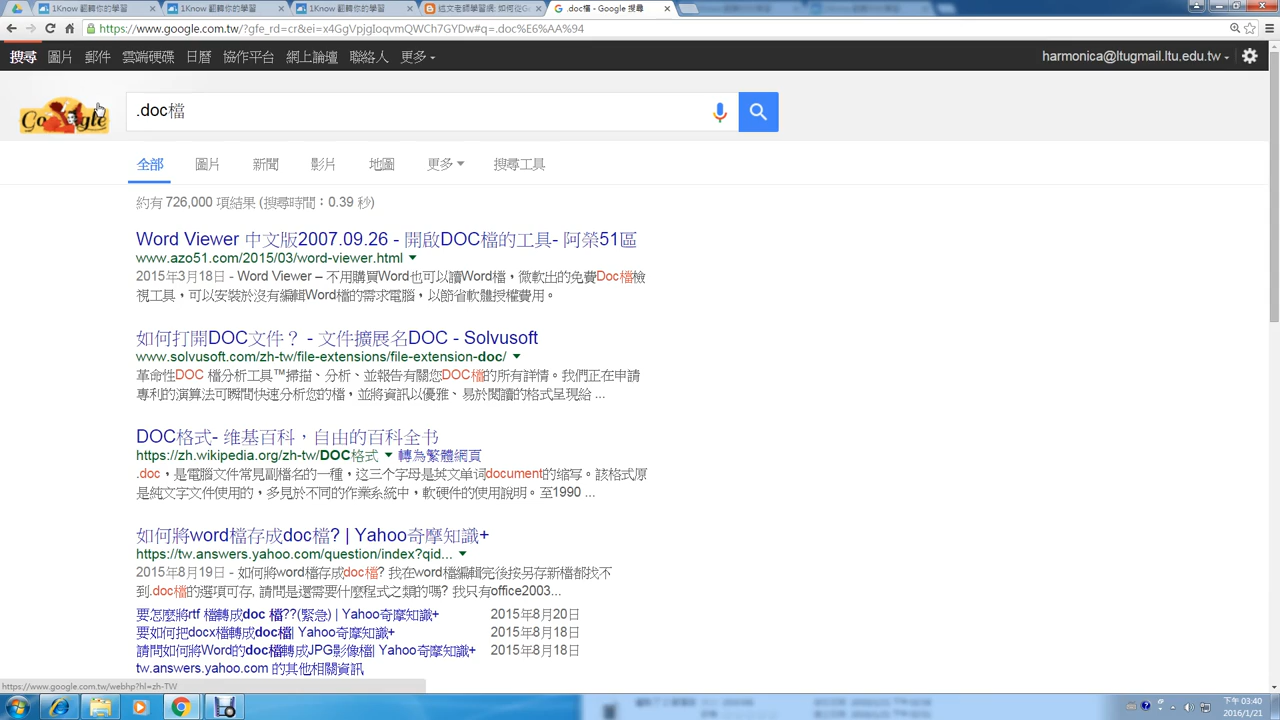 1Know 翻轉你的學習
1Know 翻轉你的學習
1Know 翻轉你的學習
.doc檔 - Google 搜尋
https://www.google.com.tw/?gfe_rd=cr&ei=x4GgVpjgIoqvmQWCh7GYDw#q=.doc%E6%AA%94
搜尋 圖片 郵件 雲端硬碟 日曆 協作平台 網上論壇 聯絡人 更多
harmonica@ltugmail.ltu.edu.tw
Google
.doc檔
全部 圖片 新聞 影片 地圖 更多 搜尋工具
約有 726,000 項結果 (搜尋時間：0.39 秒)
Word Viewer 中文版2007.09.26 - 開啟DOC檔的工具- 阿榮51區
www.azo51.com/2015/03/word-viewer.html
2015年3月18日 - Word Viewer – 不用購買Word也可以讀Word檔，微軟出的免費Doc檔檢
視工具，可以安裝於沒有編輯Word檔的需求電腦，以節省軟體授權費用。
如何打開DOC文件？ - 文件擴展名DOC - Solvusoft
www.solvusoft.com/zh-tw/file-extensions/file-extension-doc/
革命性DOC 檔分析工具™掃描、分析、並報告有關您DOC檔的所有詳情。我們正在申請
專利的演算法可瞬間快速分析您的檔，並將資訊以優雅、易於閱讀的格式呈現給 ...
DOC格式- 维基百科，自由的百科全书
https://zh.wikipedia.org/zh-tw/DOC格式 轉為繁體網頁
.doc，是電腦文件常見副檔名的一種，这三个字母是英文单词document的缩写。該格式原
是純文字文件使用的，多見於不同的作業系統中，軟硬件的使用說明。至1990 ...
如何將word檔存成doc檔? | Yahoo奇摩知識+
https://tw.answers.yahoo.com/question/index?qid...
2015年8月19日 - 如何將word檔存成doc檔? 我在word檔編輯完後按另存新檔都找不
到.doc檔的選項可存, 請問是還需要什麼程式之類的嗎? 我只有office2003...
要怎麼將rtf 檔轉成doc 檔??(緊急) | Yahoo奇摩知識+ 2015年8月20日
要如何把docx檔轉成doc檔| Yahoo奇摩知識+ 2015年8月18日
請問如何將Word的doc檔轉成JPG影像檔| Yahoo奇摩知識+ 2015年8月18日
tw.answers.yahoo.com 的其他相關資訊
https://www.google.com.tw/webhp?hl=zh-TW
下午 03:40
2016/1/21